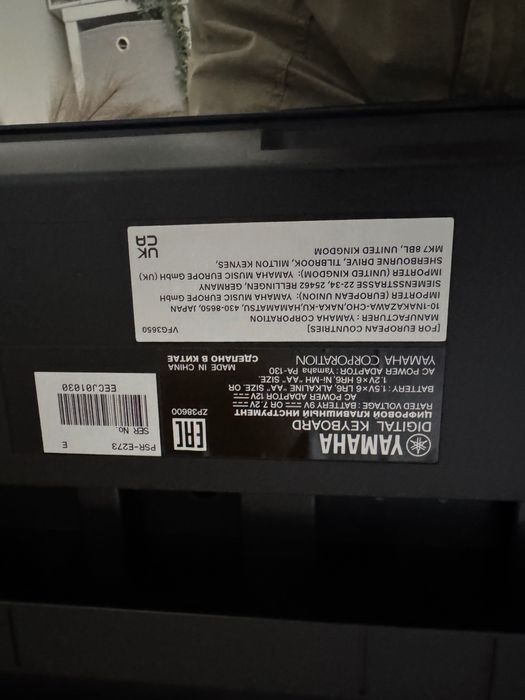 YAMAHA
DIGITAL KEYBOARD
ЦИФРОВОЙ КЛАВИШНЫЙ ИНСТРУМЕНТ
RATED VOLTAGE : BATTERY 9V OR 7.2V
AC POWER ADAPTOR 12V
BATTERY : 1.5V×6 LR6, ALKALINE "AA" SIZE, OR
1.2V×6 HR6, Ni-MH "AA" SIZE.
AC POWER ADAPTOR : Yamaha PA-130
YAMAHA CORPORATION
EAC
ZP38600
MADE IN CHINA
СДЕЛАНО В КИТАЕ
PSR-E273 E
SER No.
EECJ01030
[FOR EUROPEAN COUNTRIES] VFG3650
MANUFACTURER : YAMAHA CORPORATION
10-1NAKAZAWA-CHO,NAKA-KU,HAMAMATSU, 430-8650, JAPAN
IMPORTER (EUROPEAN UNION): YAMAHA MUSIC EUROPE GmbH
SIEMENSSTRASSE 22-34, 25462 RELLINGEN, GERMANY
IMPORTER (UNITED KINGDOM): YAMAHA MUSIC EUROPE GmbH (UK)
SHERBOURNE DRIVE, TILBROOK, MILTON KEYNES,
MK7 8BL, UNITED KINGDOM
UK
CA